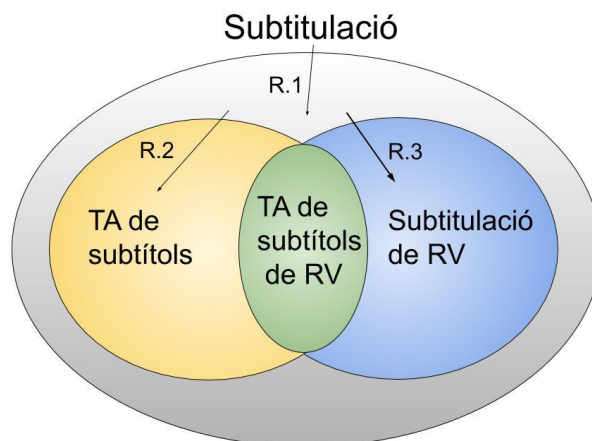 Subtitulació
R.1
R.2
R.3
TA de
subtítols
TA de
subtítols
de RV
Subtitulació
de RV